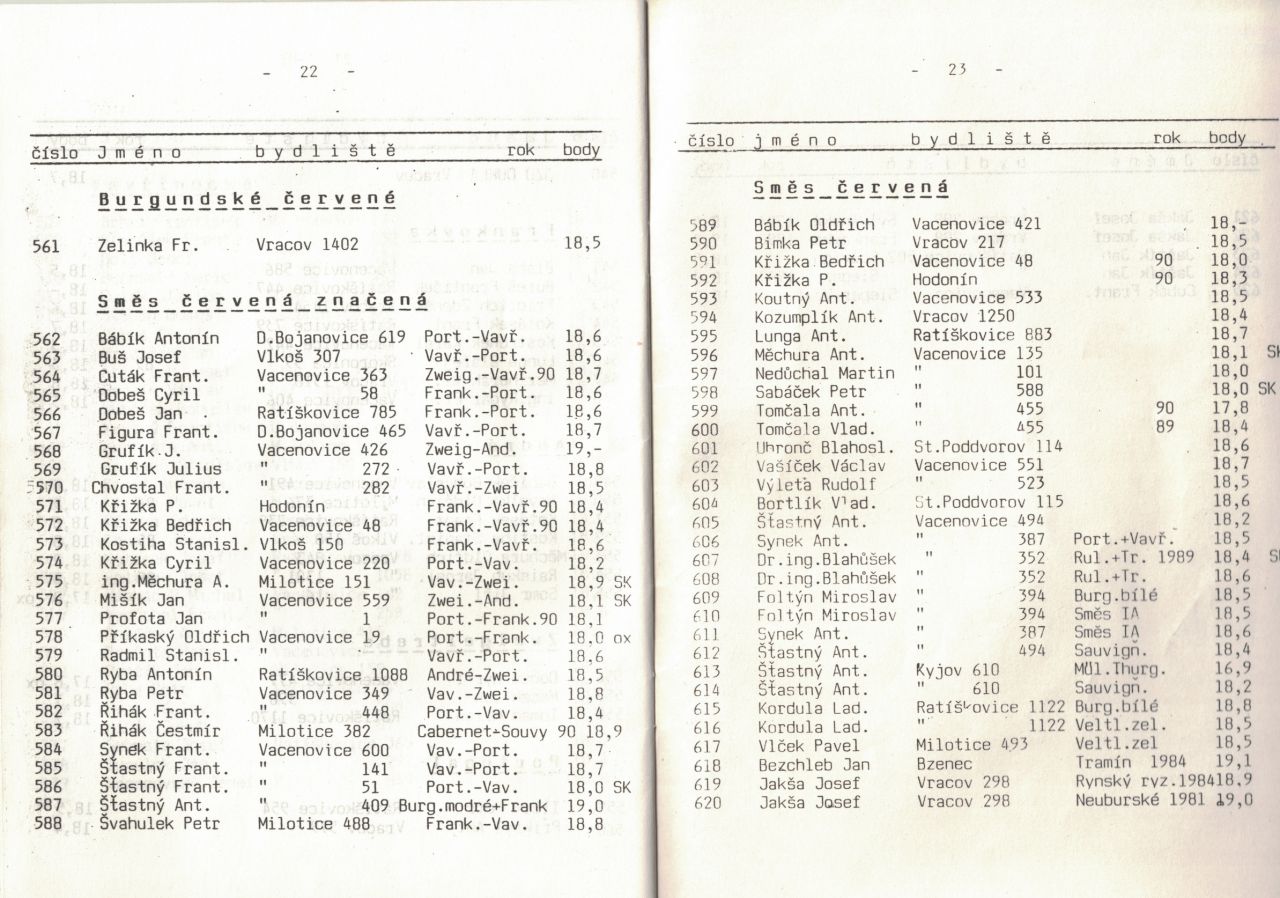 - 22 -
číslo Jméno bydliště rok body
Burgundské červené
561 Zelinka Fr. Vracov 1402 18,5
Směs červená značená
562 Bábík Antonín D.Bojanovice 619 Port.-Vavř. 18,6
563 Buš Josef Vlkoš 307 Vavř.-Port. 18,6
564 Cuták Frant. Vacenovice 363 Zweig.-Vavř.90 18,7
565 Dobeš Cyril " 58 Frank.-Port. 18,6
566 Dobeš Jan Ratíškovice 785 Frank.-Port. 18,6
567 Figura Frant. D.Bojanovice 465 Vavř.-Port. 18,7
568 Grufík J. Vacenovice 426 Zweig-And. 19,-
569 Grufík Julius " 272 Vavř.-Port. 18,8
570 Chvostal Frant. " 282 Vavř.-Zwei 18,5
571 Křižka P. Hodonín Frank.-Vavř.90 18,4
572 Křižka Bedřich Vacenovice 48 Frank.-Vavř.90 18,4
573 Kostiha Stanisl. Vlkoš 150 Frank.-Vavř. 18,6
574 Křižka Cyril Vacenovice 220 Port.-Vav. 18,2
575 ing.Měchura A. Milotice 151 Vav.-Zwei. 18,9 SK
576 Mišík Jan Vacenovice 559 Zwei.-And. 18,1 SK
577 Profota Jan " 1 Port.-Frank.90 18,1
578 Příkaský Oldřich Vacenovice 19 Port.-Frank. 18,0 ox
579 Radmil Stanisl. " Vavř.-Port. 18,6
580 Ryba Antonín Ratíškovice 1088 André-Zwei. 18,5
581 Ryba Petr Vacenovice 349 Vav.-Zwei. 18,8
582 Řihák Frant. " 448 Port.-Vav. 18,4
583 Řihák Čestmír Milotice 382 Cabernet+Souvy 90 18,9
584 Synek Frant. Vacenovice 600 Vav.-Port. 18,7
585 Šťastný Frant. " 141 Vav.-Port. 18,7
586 Šťastný Frant. " 51 Port.-Vav. 18,0 SK
587 Šťastný Ant. " 409 Burg.modré+Frank 19,0
588 Švahulek Petr Milotice 488 Frank.-Vav. 18,8
- 23 -
číslo jméno bydliště rok body
Směs červená
589 Bábík Oldřich Vacenovice 421 18,-
590 Bimka Petr Vracov 217 18,5
591 Křižka Bedřich Vacenovice 48 90 18,0
592 Křižka P. Hodonín 90 18,3
593 Koutný Ant. Vacenovice 533 18,5
594 Kozumplík Ant. Vracov 1250 18,4
595 Lunga Ant. Ratíškovice 883 18,7
596 Měchura Ant. Vacenovice 135 18,1 SK
597 Nedůchal Martin " 101 18,0
598 Sabáček Petr " 588 18,0 SK
599 Tomčala Ant. " 455 90 17,8
600 Tomčala Vlad. " 455 89 18,4
601 Uhronč Blahosl. St.Poddvorov 114 18,6
602 Vašíček Václav Vacenovice 551 18,7
603 Výleta Rudolf " 523 18,5
604 Bortlík Vlad. St.Poddvorov 115 18,6
605 Šťastný Ant. Vacenovice 494 18,2
606 Synek Ant. " 387 Port.+Vavř. 18,5
607 Dr.ing.Blahůšek " 352 Rul.+Tr. 1989 18,4 SK
608 Dr.ing.Blahůšek " 352 Rul.+Tr. 18,6
609 Foltýn Miroslav " 394 Burg.bílé 18,5
610 Foltýn Miroslav " 394 Směs IA 18,5
611 Synek Ant. " 387 Směs IA 18,6
612 Šťastný Ant. " 494 Sauvign. 18,4
613 Šťastný Ant. Kyjov 610 Műl.Thurg. 16,9
614 Šťastný Ant. " 610 Sauvign. 18,2
615 Kordula Lad. Ratíškovice 1122 Burg.bílé 18,8
616 Kordula Lad. " 1122 Veltl.zel. 18,5
617 Vlček Pavel Milotice 493 Veltl.zel 18,5
618 Bezchleb Jan Bzenec Tramín 1984 19,1
619 Jakša Josef Vracov 298 Rynský ryz.1984 18,9
620 Jakša Josef Vracov 298 Neuburské 1981 19,0